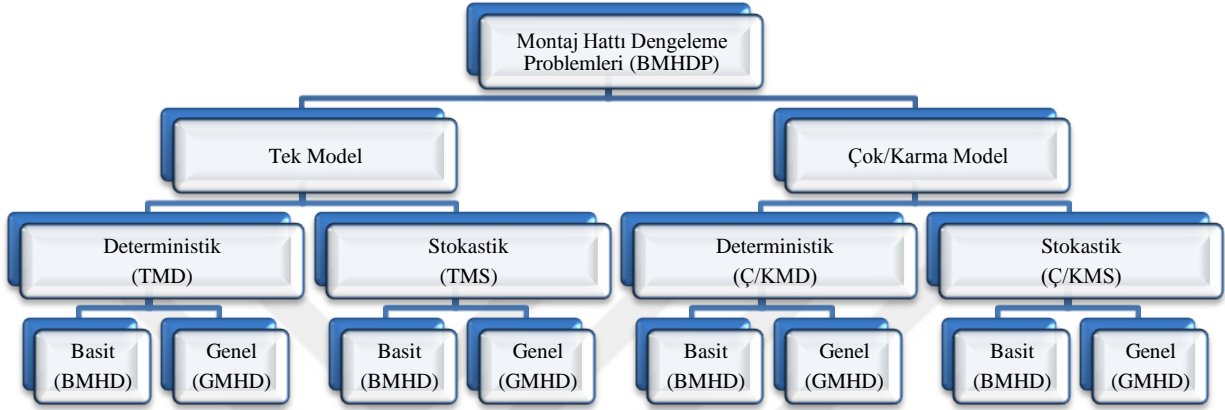 Montaj Hattı Dengeleme
Problemleri (BMHDP)
Tek Model
Çok/Karma Model
Deterministik
(TMD)
Stokastik
(TMS)
Deterministik
(Ç/KMD)
Stokastik
(Ç/KMS)
Basit
(BMHD)
Genel
(GMHD)
Basit
(BMHD)
Genel
(GMHD)
Basit
(BMHD)
Genel
(GMHD)
Basit
(BMHD)
Genel
(GMHD)